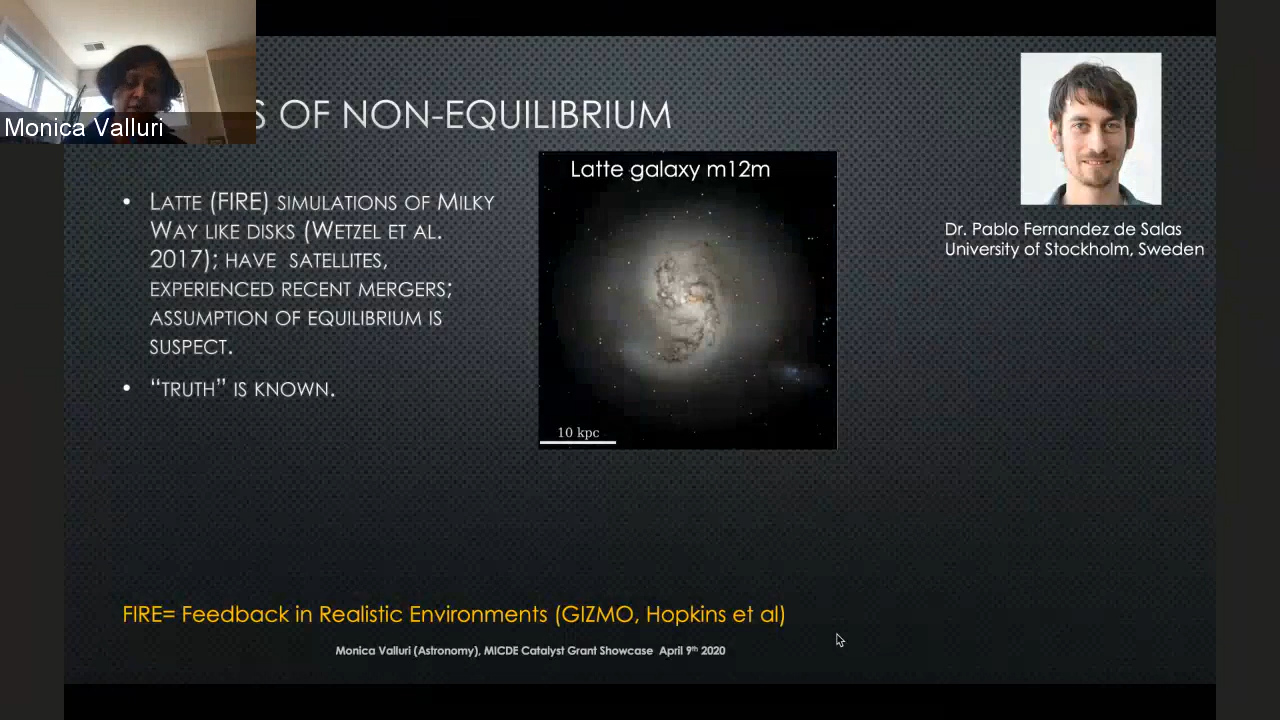 Monica Valluri
S OF NON-EQUILIBRIUM
Latte galaxy m12m
• LATTE (FIRE) SIMULATIONS OF MILKY
WAY LIKE DISKS (WETZEL ET AL.
2017); HAVE SATELLITES,
EXPERIENCED RECENT MERGERS;
ASSUMPTION OF EQUILIBRIUM IS
SUSPECT.
• “TRUTH” IS KNOWN.
10 kpc
Dr. Pablo Fernandez de Salas
University of Stockholm, Sweden
FIRE= Feedback in Realistic Environments (GIZMO, Hopkins et al)
Monica Valluri (Astronomy), MICDE Catalyst Grant Showcase April 9th 2020